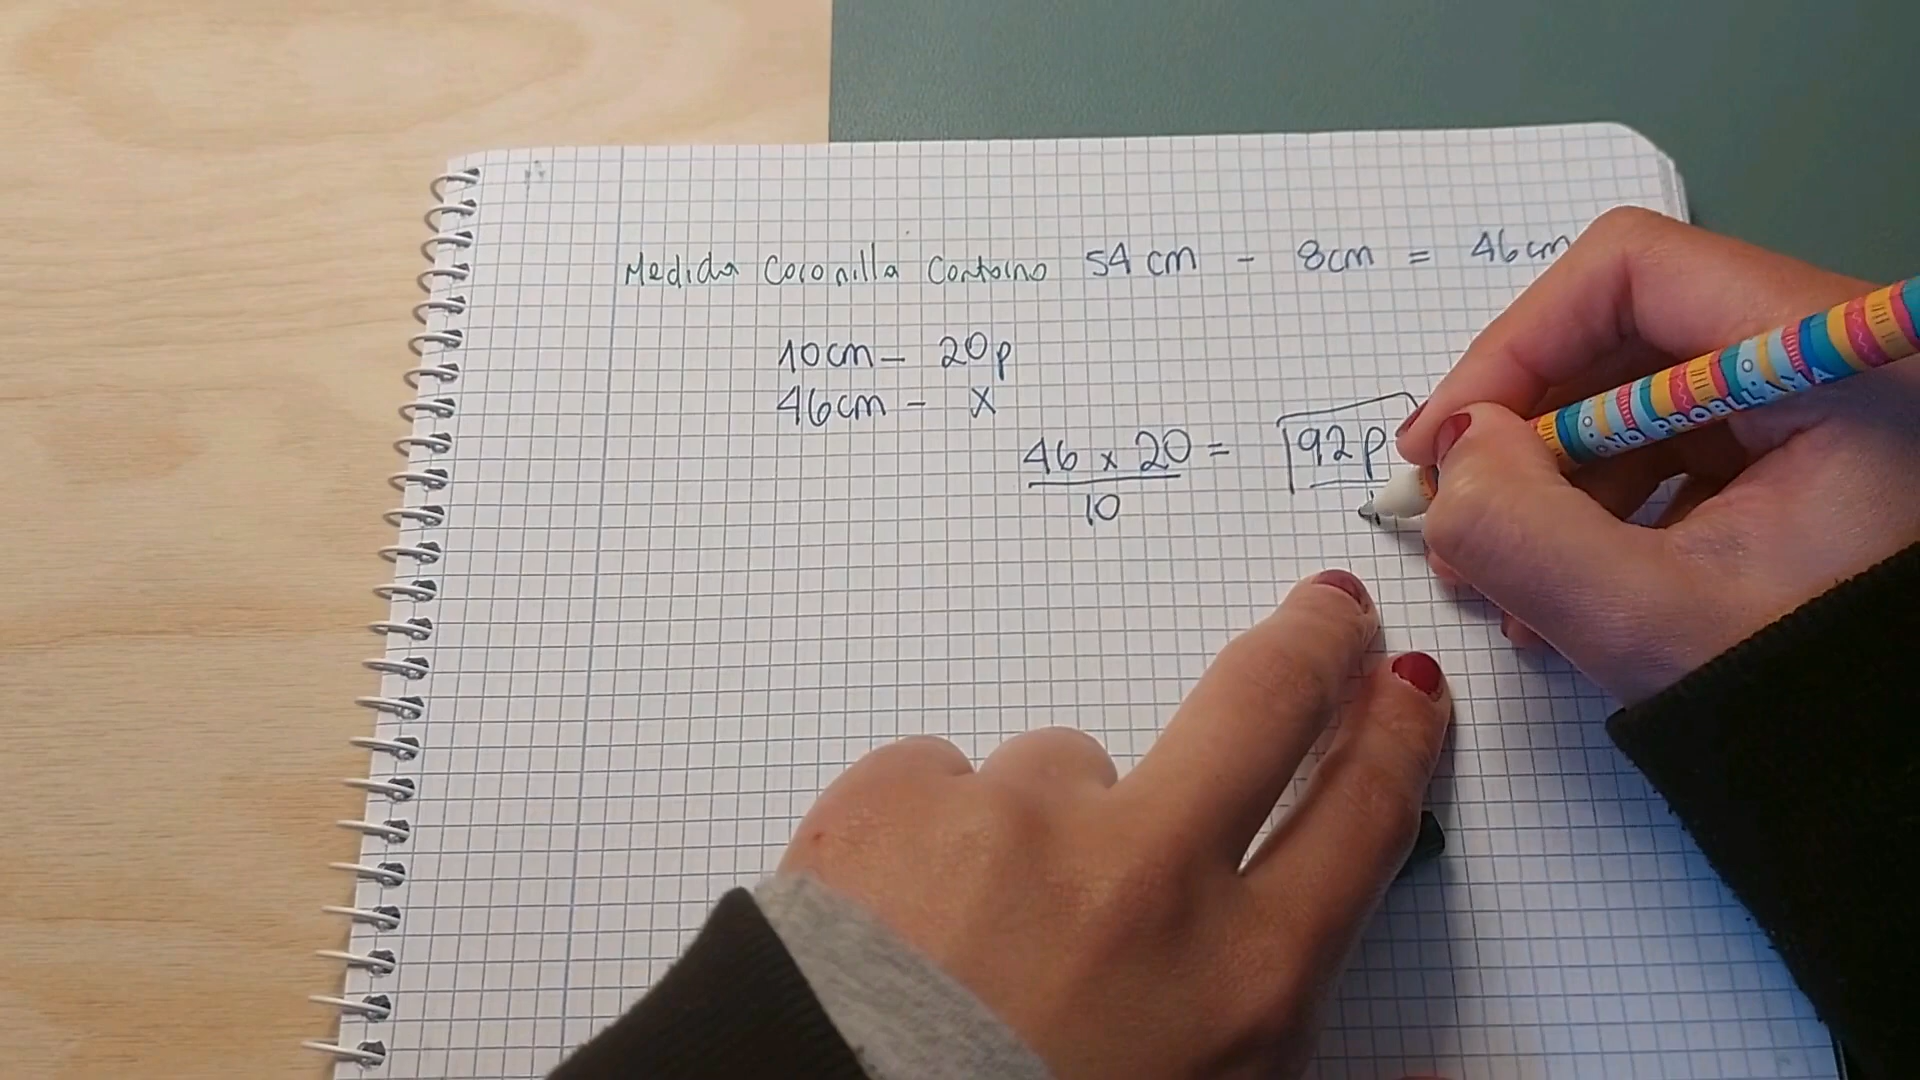 Medida Coronilla Contorno 54 cm - 8cm = 46cm
10cm - 20p
46cm - x
46 x 20 = 92p
10
NO PROBLLAMA